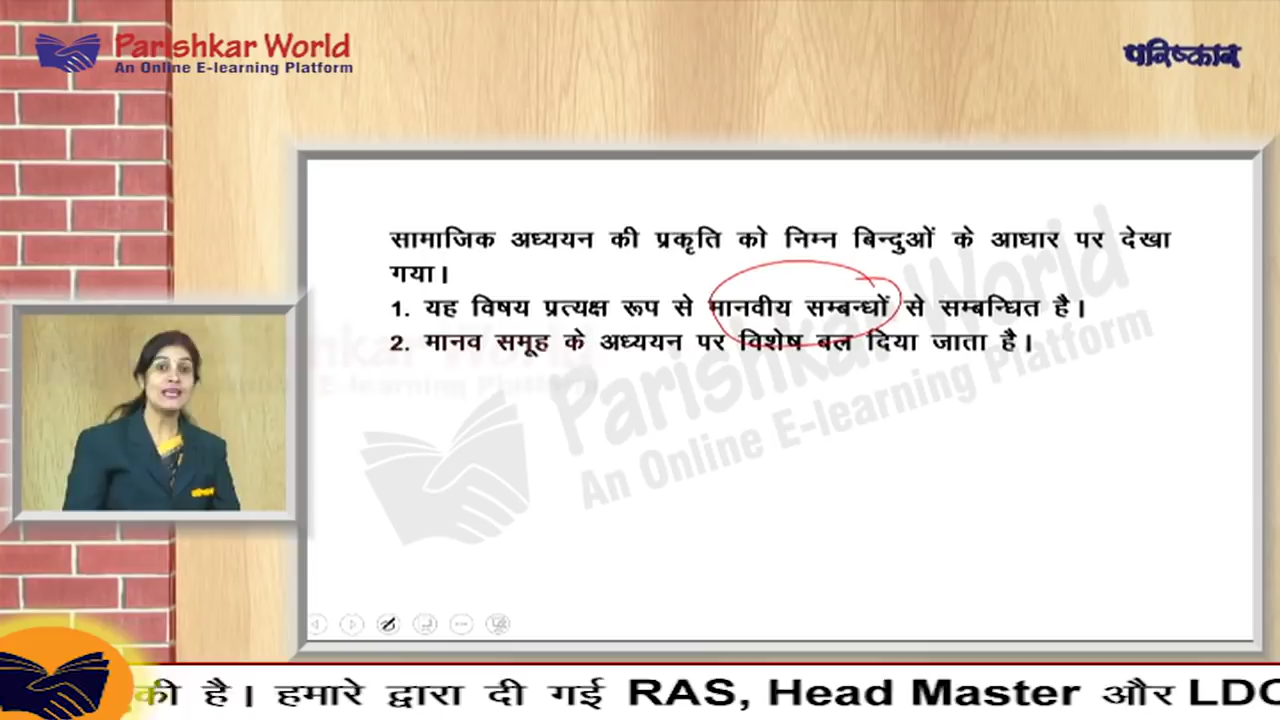 Parishkar World
An Online E-learning Platform
परिष्कार
सामाजिक अध्ययन की प्रकृति को निम्न बिन्दुओं के आधार पर देखा
गया।
1. यह विषय प्रत्यक्ष रूप से मानवीय सम्बन्धों से सम्बन्धित है।
2. मानव समूह के अध्ययन पर विशेष बल दिया जाता है।
Parishkar World
An Online E-learning Platform
की है। हमारे द्वारा दी गई RAS, Head Master और LDC